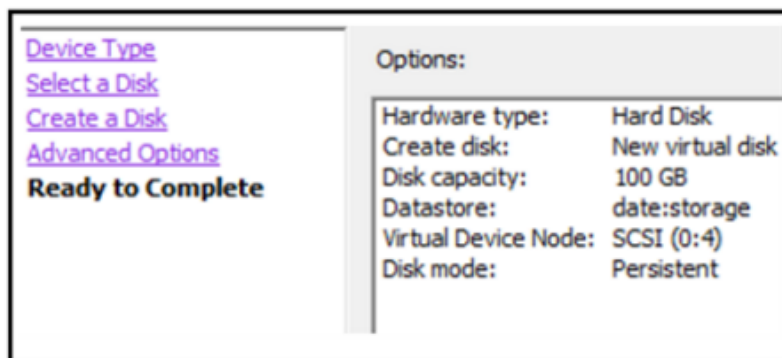 Device Type
Select a Disk
Create a Disk
Advanced Options
Ready to Complete
Options:
Hardware type: Hard Disk
Create disk: New virtual disk
Disk capacity: 100 GB
Datastore: date:storage
Virtual Device Node: SCSI (0:4)
Disk mode: Persistent